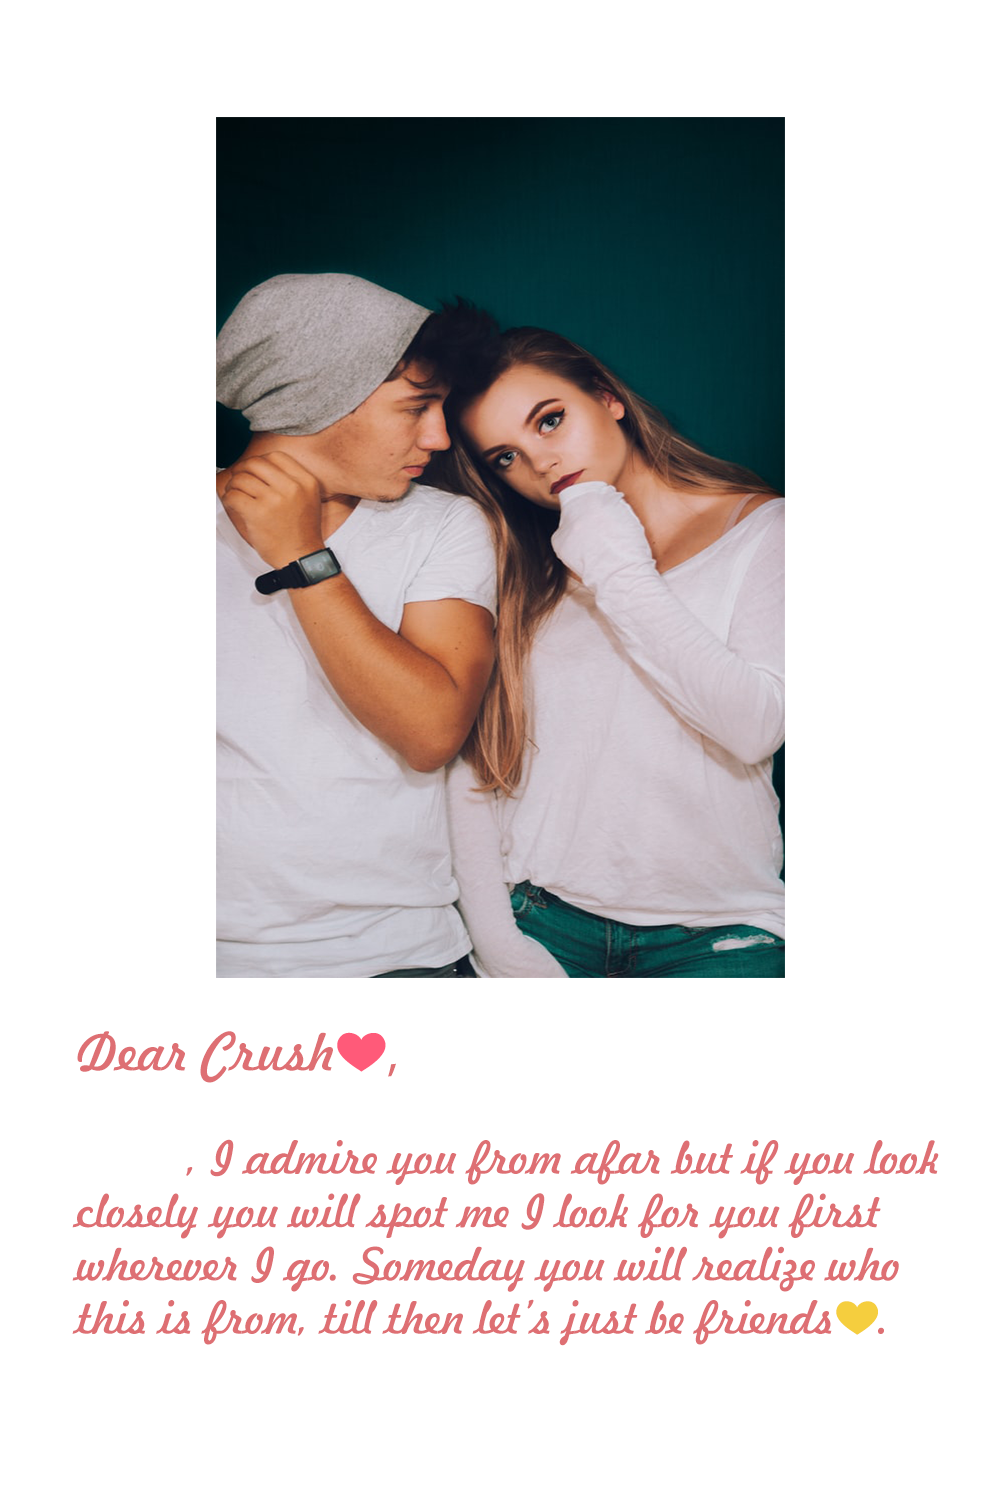 Dear Crush❤,
, I admire you from afar but if you look
closely you will spot me I look for you first
wherever I go. Someday you will realize who
this is from, till then let's just be friends💛.